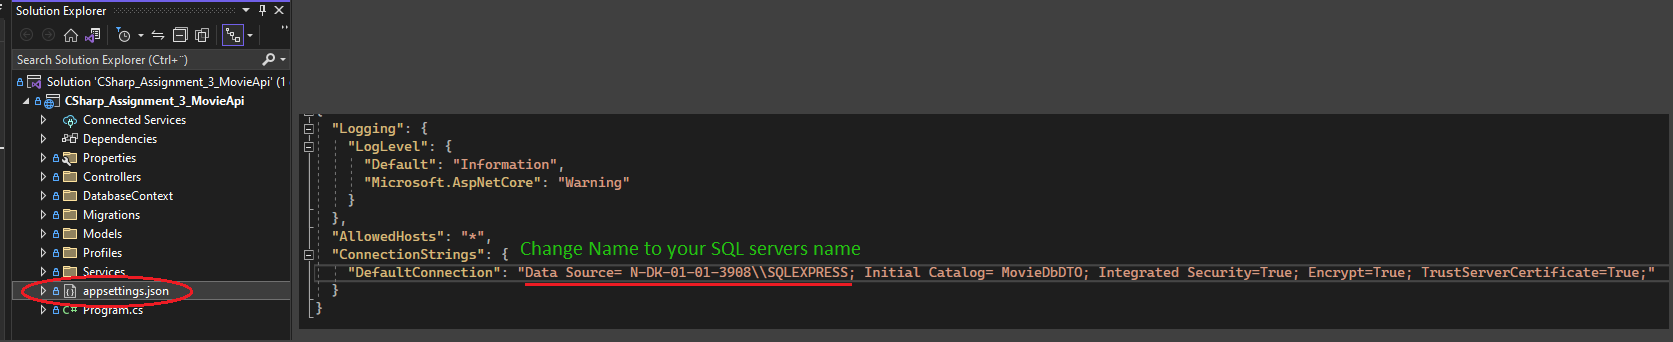 Solution Explorer
Search Solution Explorer (Ctrl+¨)
Solution 'CSharp_Assignment_3_MovieApi' (1
CSharp_Assignment_3_MovieApi
Connected Services
Dependencies
Properties
Controllers
DatabaseContext
Migrations
Models
Profiles
Services
appsettings.json
C# Program.cs
{
"Logging": {
"LogLevel": {
"Default": "Information",
"Microsoft.AspNetCore": "Warning"
}
},
"AllowedHosts": "*",
Change Name to your SQL servers name
"ConnectionStrings": {
"DefaultConnection": "Data Source= N-DK-01-01-3908\\SQLEXPRESS; Initial Catalog= MovieDbDTO; Integrated Security=True; Encrypt=True; TrustServerCertificate=True;"
}
}